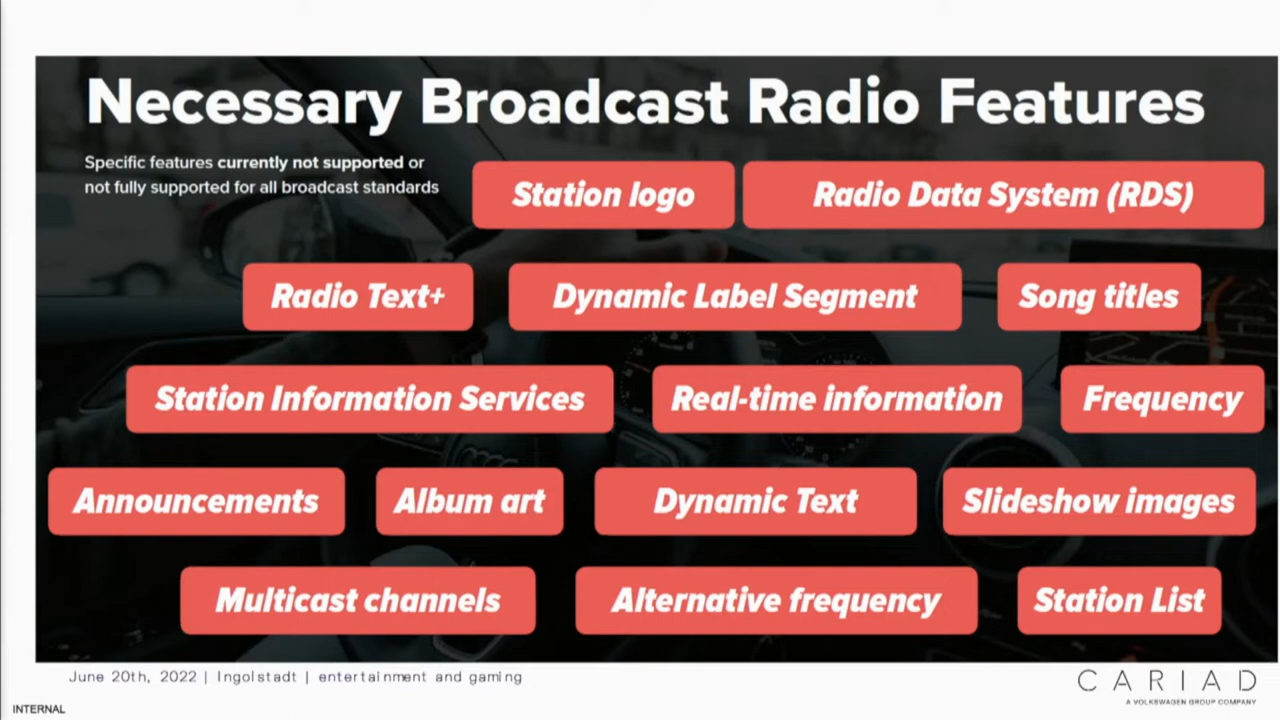 Necessary Broadcast Radio Features
Specific features currently not supported or
not fully supported for all broadcast standards
Station logo
Radio Data System (RDS)
Radio Text+
Dynamic Label Segment
Song titles
Station Information Services
Real-time information
Frequency
Announcements
Album art
Dynamic Text
Slideshow images
Multicast channels
Alternative frequency
Station List
June 20th, 2022 | Ingolstadt | entertainment and gaming
CARIAD
A VOLKSWAGEN GROUP COMPANY
INTERNAL